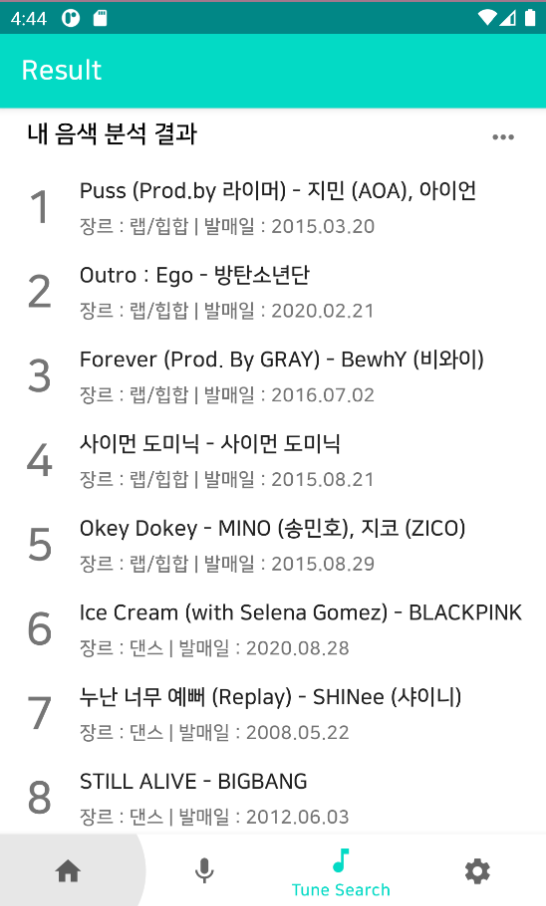 4:44
Result
내 음색 분석 결과
1
Puss (Prod.by 라이머) - 지민 (AOA), 아이언
장르 : 랩/힙합 | 발매일 : 2015.03.20
2
Outro : Ego - 방탄소년단
장르 : 랩/힙합 | 발매일 : 2020.02.21
3
Forever (Prod. By GRAY) - BewhY (비와이)
장르 : 랩/힙합 | 발매일 : 2016.07.02
4
사이먼 도미닉 - 사이먼 도미닉
장르 : 랩/힙합 | 발매일 : 2015.08.21
5
Okey Dokey - MINO (송민호), 지코 (ZICO)
장르 : 랩/힙합 | 발매일 : 2015.08.29
6
Ice Cream (with Selena Gomez) - BLACKPINK
장르 : 댄스 | 발매일 : 2020.08.28
7
누난 너무 예뻐 (Replay) - SHINee (샤이니)
장르 : 댄스 | 발매일 : 2008.05.22
8
STILL ALIVE - BIGBANG
장르 : 댄스 | 발매일 : 2012.06.03
Tune Search